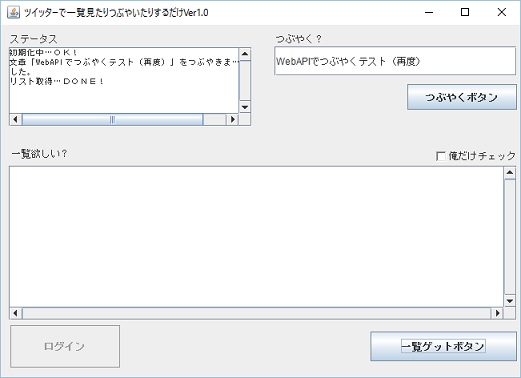 ツイッターで一覧見たりつぶやいたりするだけVer1.0
ステータス
つぶやく？
初期化中…ＯＫ！
文章「WebAPIでつぶやくテスト（再度）」をつぶやきま…
した。
リスト取得…ＤＯＮＥ！
WebAPIでつぶやくテスト（再度）
つぶやくボタン
一覧欲しい？
俺だけチェック
ログイン
一覧ゲットボタン